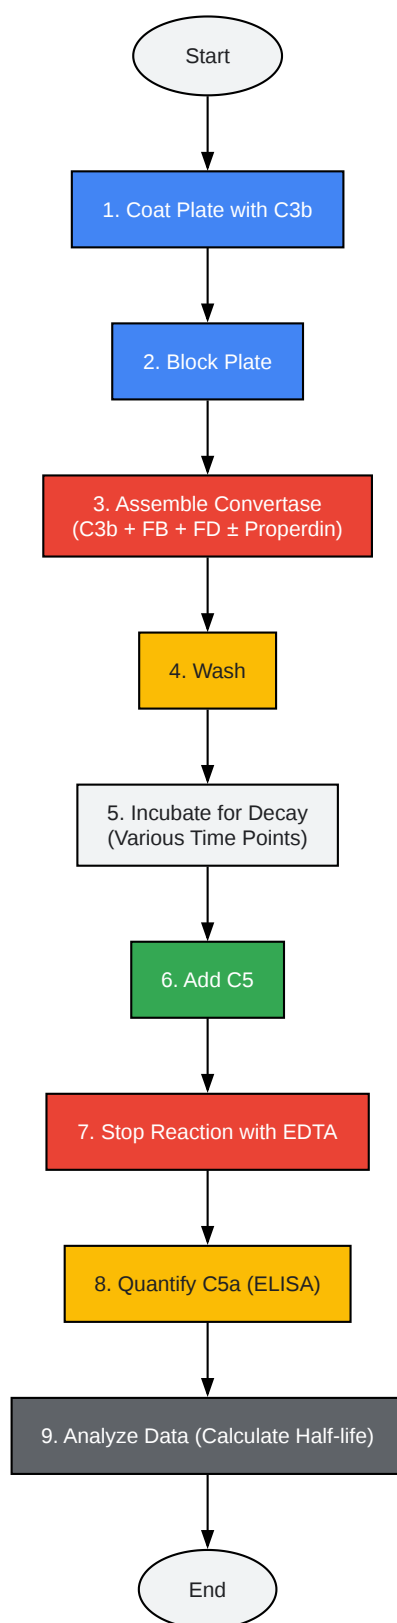 Start
1. Coat Plate with C3b
2. Block Plate
3. Assemble Convertase
(C3b + FB + FD ± Properdin)
4. Wash
5. Incubate for Decay
(Various Time Points)
6. Add C5
7. Stop Reaction with EDTA
8. Quantify C5a (ELISA)
9. Analyze Data (Calculate Half-life)
End